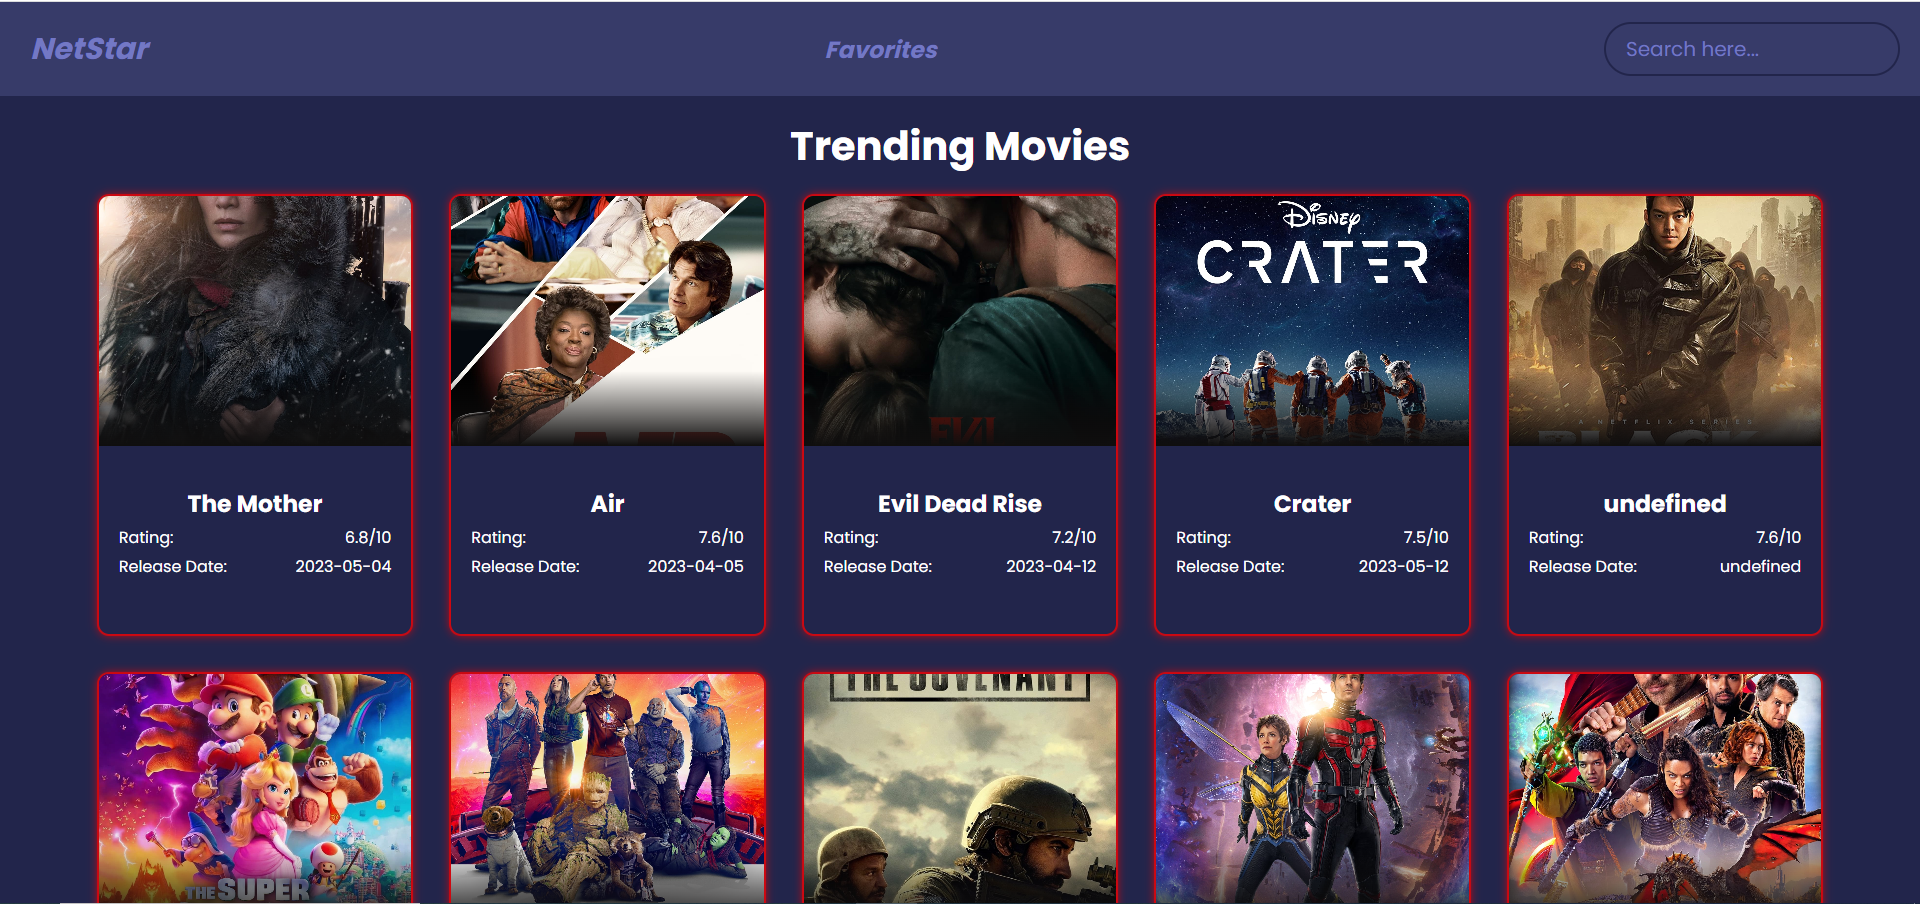 NetStar
Favorites
Search here...
Trending Movies
DISNEY
CRATER
A NETFLIX SERIES
The Mother
Rating: 6.8/10
Release Date: 2023-05-04
Air
Rating: 7.6/10
Release Date: 2023-04-05
EVIL
Evil Dead Rise
Rating: 7.2/10
Release Date: 2023-04-12
Crater
Rating: 7.5/10
Release Date: 2023-05-12
undefined
Rating: 7.6/10
Release Date: undefined
THE COVENANT
THE SUPER